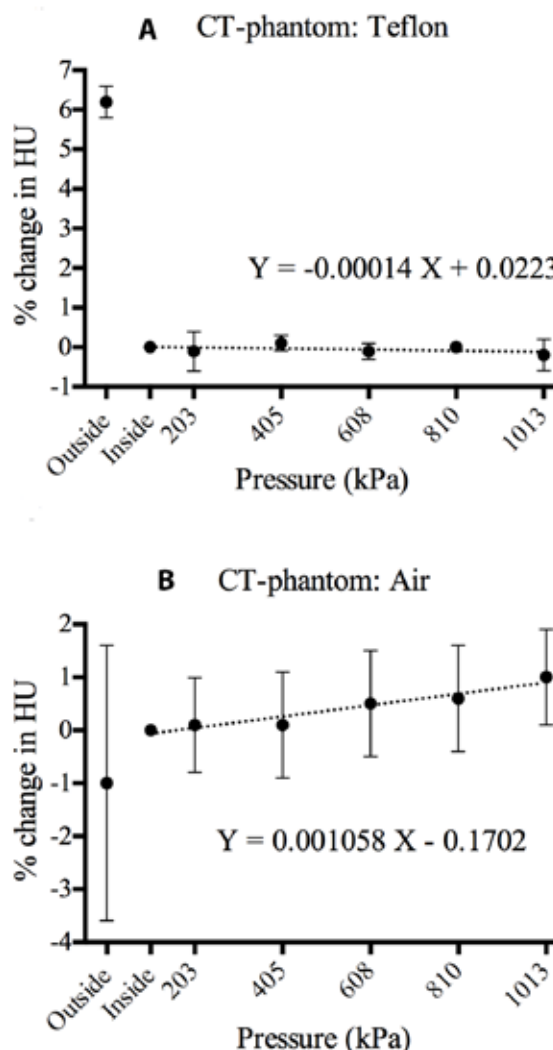 A CT-phantom: Teflon
7
6
5
4
3
2
1
0
-1
% change in HU
Y = -0.00014 X + 0.0223
Outside
Inside
203
405
608
810
1013
Pressure (kPa)
B CT-phantom: Air
2
1
0
-1
-2
-3
-4
% change in HU
Y = 0.001058 X - 0.1702
Outside
Inside
203
405
608
810
1013
Pressure (kPa)